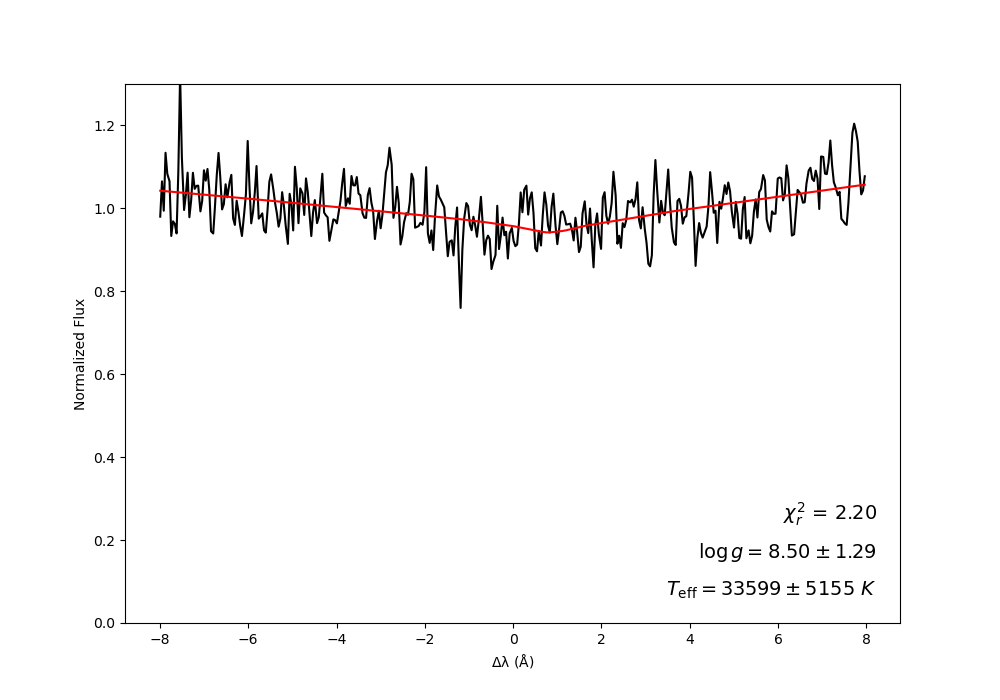 Normalized Flux
1.2
1.0
0.8
0.6
0.4
0.2
0.0
χ²ᵣ = 2.20
log g = 8.50 ± 1.29
T_eff = 33599 ± 5155 K
−8 −6 −4 −2 0 2 4 6 8
Δλ (Å)